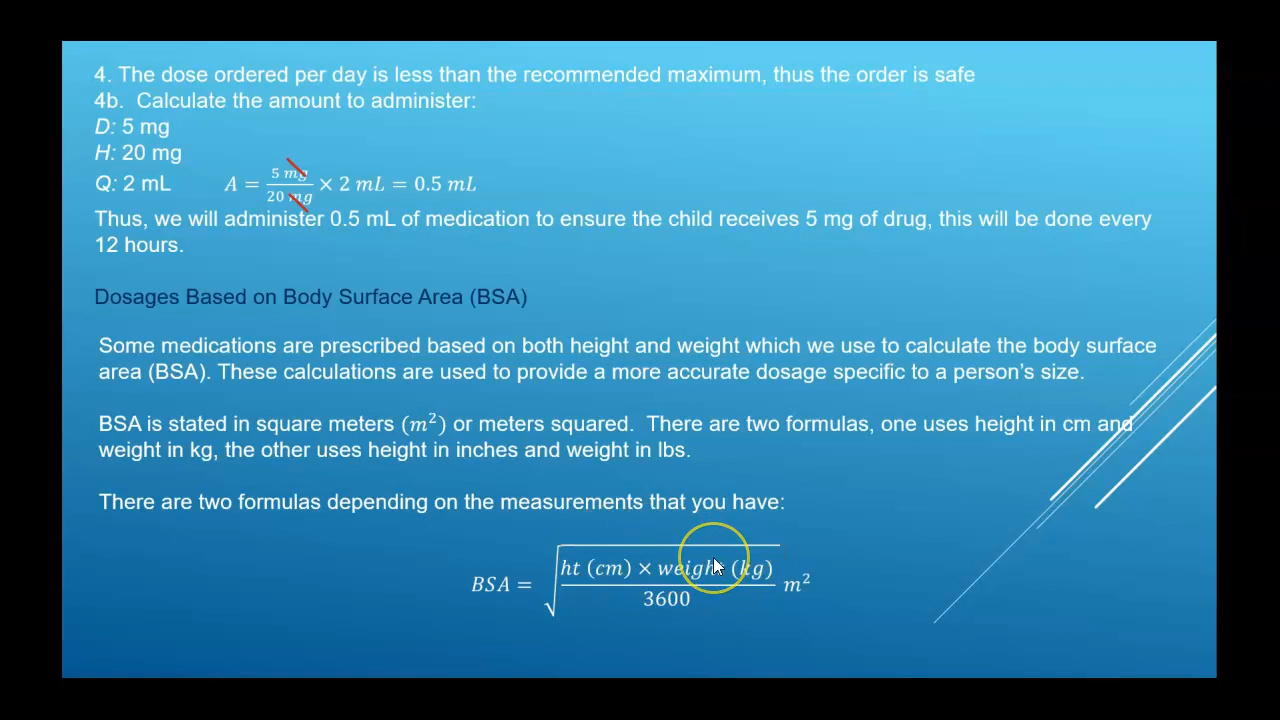 4. The dose ordered per day is less than the recommended maximum, thus the order is safe
4b. Calculate the amount to administer:
D: 5 mg
H: 20 mg
Q: 2 mL A = 5 mg / 20 mg × 2 mL = 0.5 mL
Thus, we will administer 0.5 mL of medication to ensure the child receives 5 mg of drug, this will be done every
12 hours.
Dosages Based on Body Surface Area (BSA)
Some medications are prescribed based on both height and weight which we use to calculate the body surface
area (BSA). These calculations are used to provide a more accurate dosage specific to a person's size.
BSA is stated in square meters (m²) or meters squared. There are two formulas, one uses height in cm and
weight in kg, the other uses height in inches and weight in lbs.
There are two formulas depending on the measurements that you have:
BSA = √(ht (cm) × weight (kg) / 3600) m²